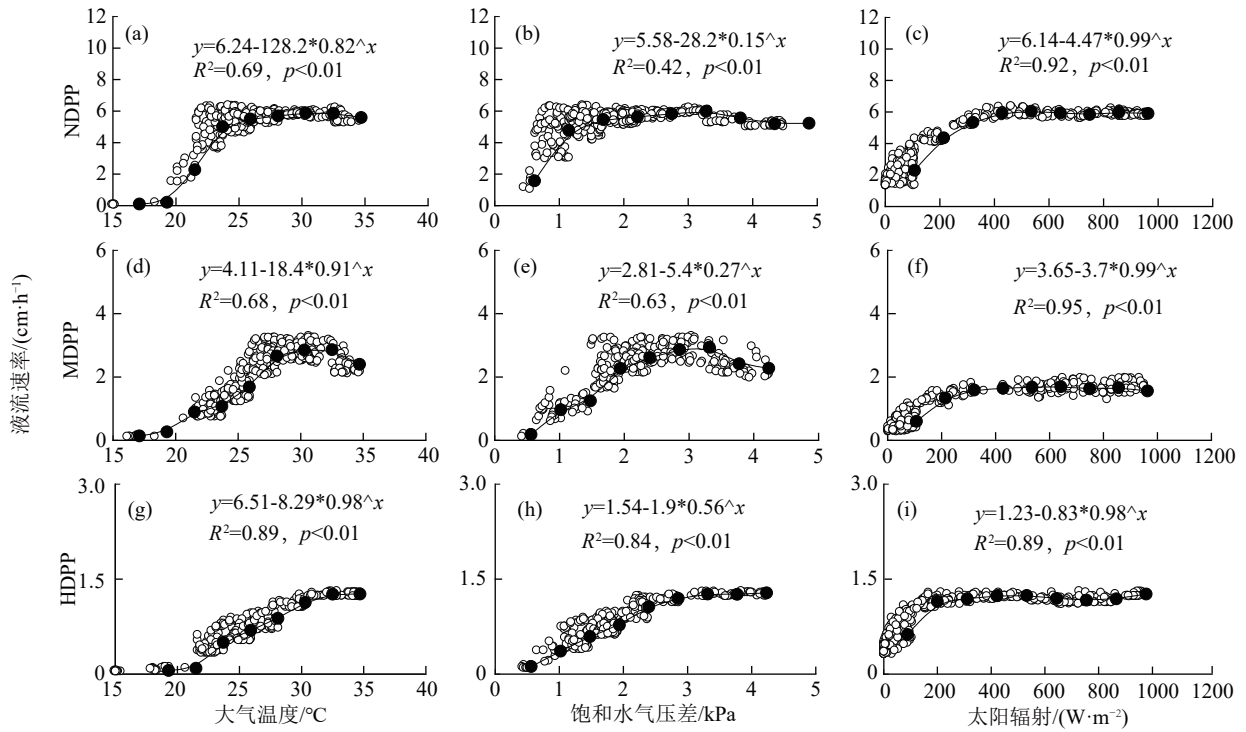 液流速率/(cm·h⁻¹)
NDPP
12
10
8
6
4
2
0
(a)
y=6.24-128.2*0.82^x
R²=0.69，p<0.01
15 20 25 30 35 40
12
10
8
6
4
2
0
(b)
y=5.58-28.2*0.15^x
R²=0.42，p<0.01
0 1 2 3 4 5
12
10
8
6
4
2
0
(c)
y=6.14-4.47*0.99^x
R²=0.92，p<0.01
0 200 400 600 800 1000 1200
MDPP
6
4
2
0
(d)
y=4.11-18.4*0.91^x
R²=0.68，p<0.01
15 20 25 30 35 40
6
4
2
0
(e)
y=2.81-5.4*0.27^x
R²=0.63，p<0.01
0 1 2 3 4 5
6
4
2
0
(f)
y=3.65-3.7*0.99^x
R²=0.95，p<0.01
0 200 400 600 800 1000 1200
HDPP
3.0
1.5
0
(g)
y=6.51-8.29*0.98^x
R²=0.89，p<0.01
15 20 25 30 35 40
大气温度/℃
3.0
1.5
0
(h)
y=1.54-1.9*0.56^x
R²=0.84，p<0.01
0 1 2 3 4 5
饱和水气压差/kPa
3.0
1.5
0
(i)
y=1.23-0.83*0.98^x
R²=0.89，p<0.01
0 200 400 600 800 1000 1200
太阳辐射/(W·m⁻²)